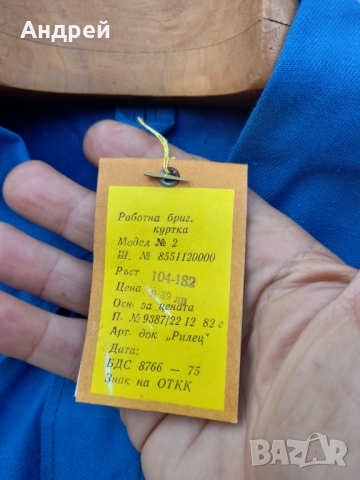 Андрей
Работна бриг.
куртка
Модел № 2
Ш. № 8551120000
Ръст 104-182
Цена лв
Осн. за цената
П. № 9387/22 12 82 г
Арт. док „Рилец"
Дата:
БДС 8766 — 75
Знак на ОТКК
BAZAR